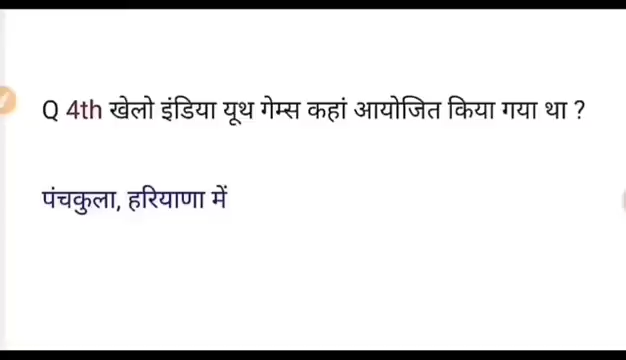 Q 4th खेलो इंडिया यूथ गेम्स कहां आयोजित किया गया था ?
पंचकुला, हरियाणा में